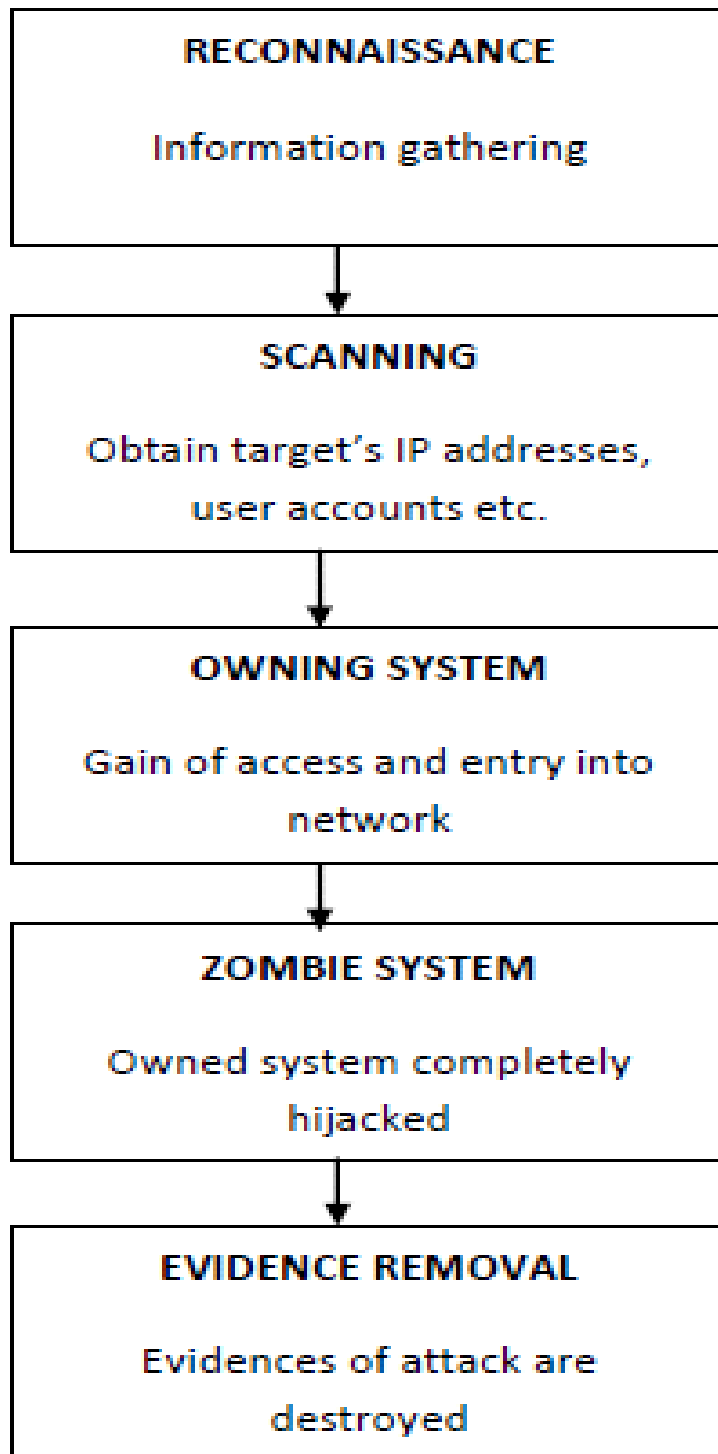 RECONNAISSANCE
Information gathering
SCANNING
Obtain target's IP addresses,
user accounts etc.
OWNING SYSTEM
Gain of access and entry into
network
ZOMBIE SYSTEM
Owned system completely
hijacked
EVIDENCE REMOVAL
Evidences of attack are
destroyed